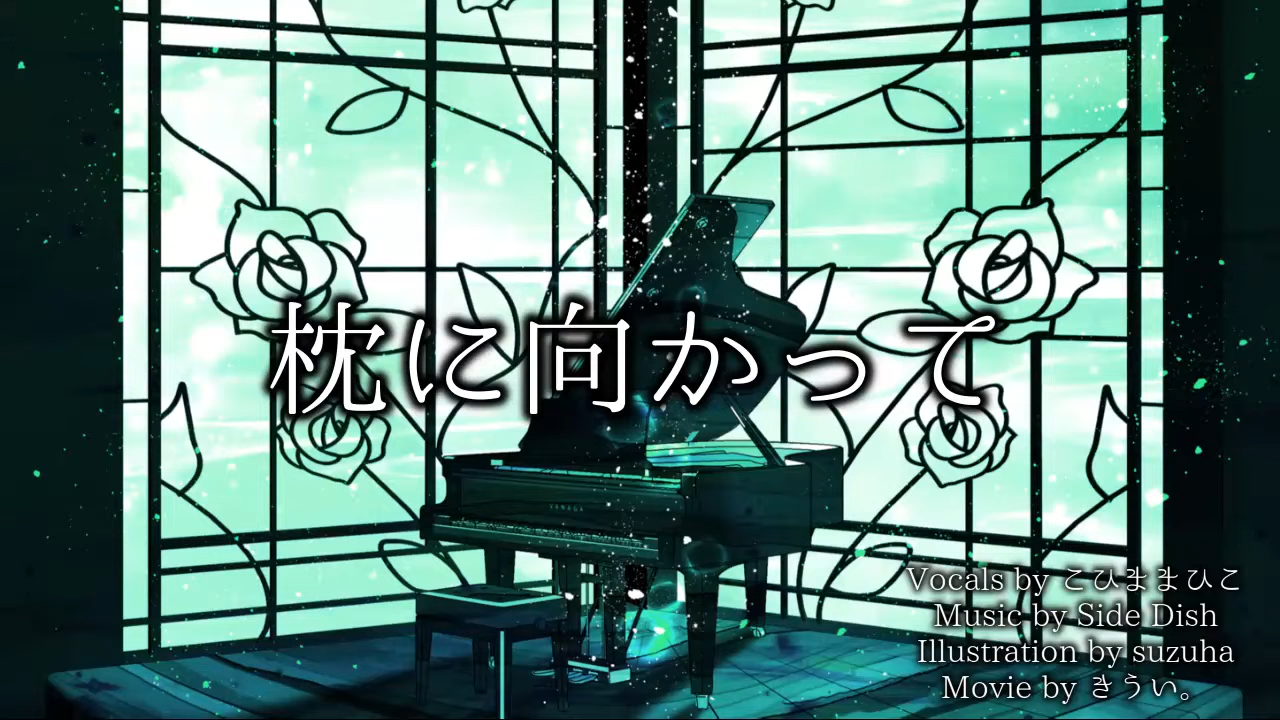 枕に向かって
Vocals by こひままひこ
Music by Side Dish
Illustration by suzuha
Movie by きうい。